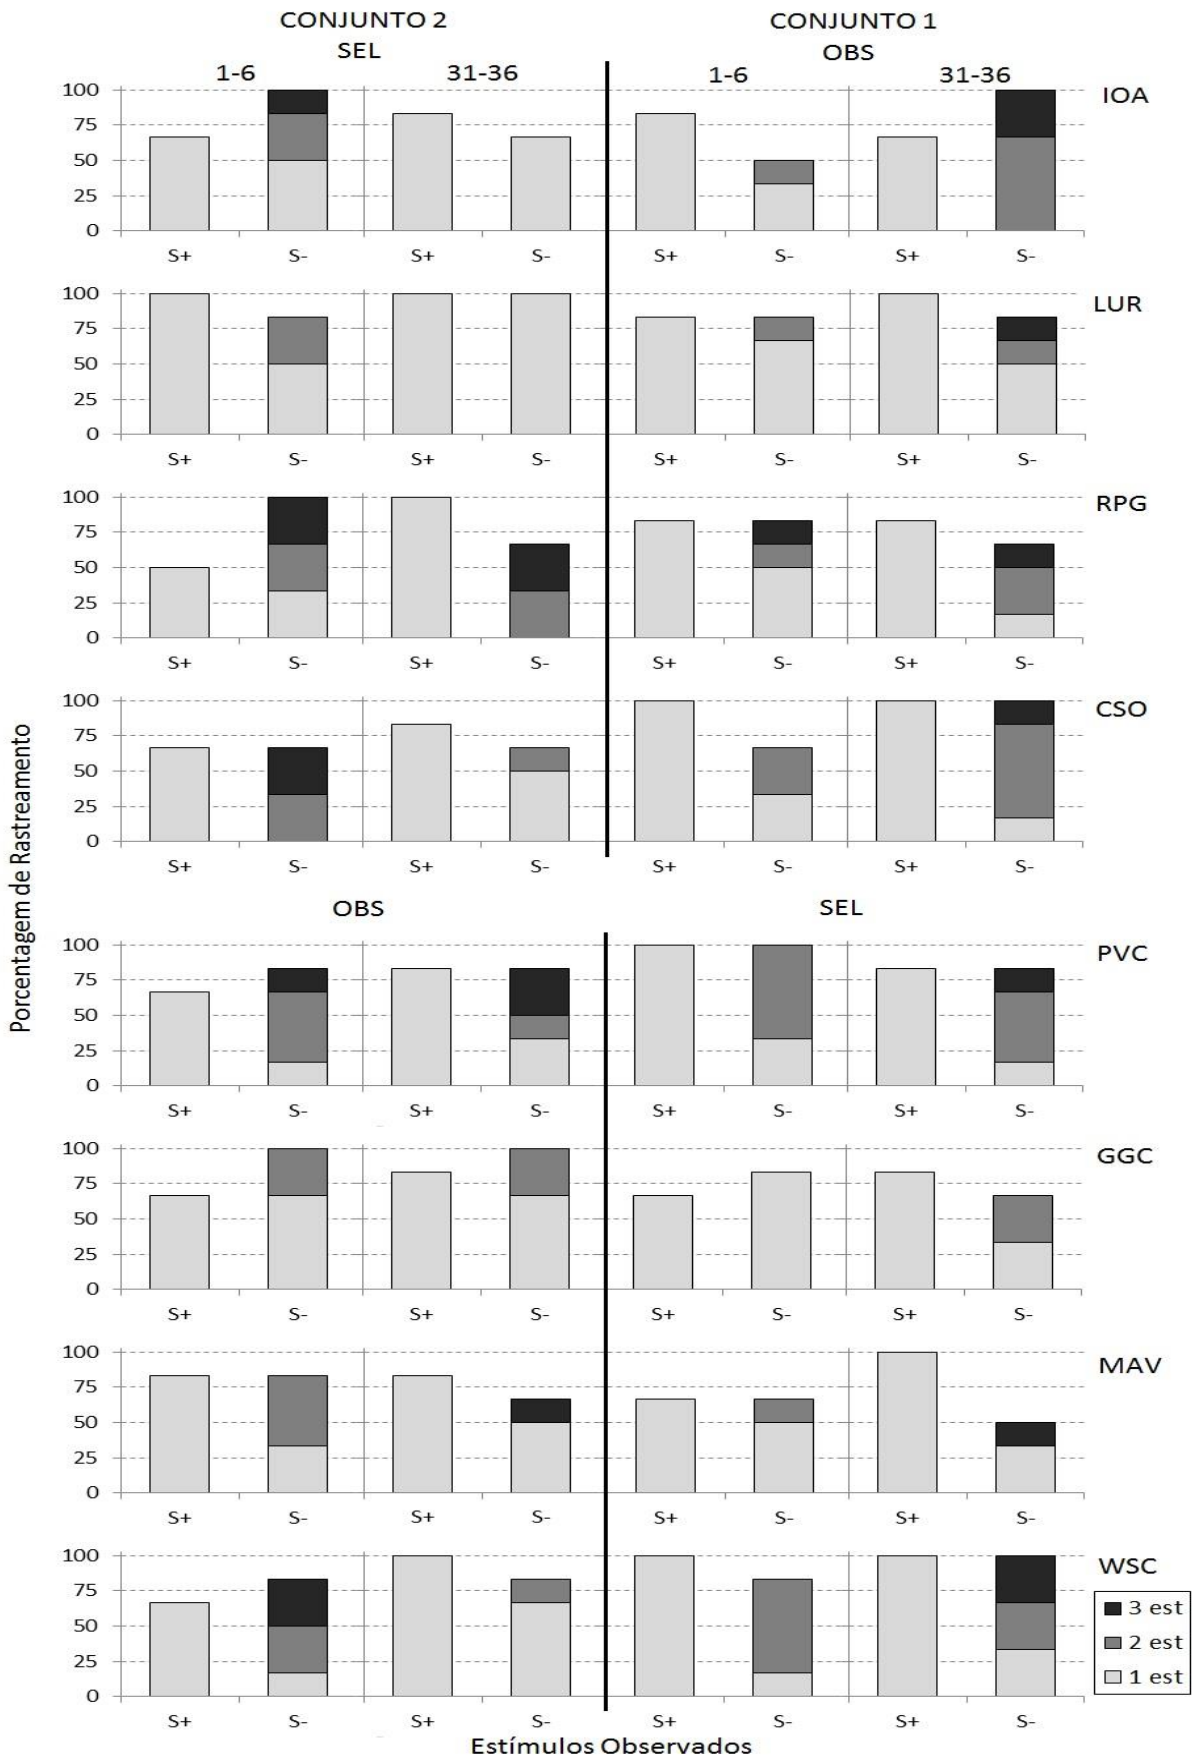 CONJUNTO 2 CONJUNTO 1
SEL OBS
1-6 31-36 1-6 31-36
IOA
100
75
50
25
0
S+ S- S+ S- S+ S- S+ S-
LUR
100
75
50
25
0
S+ S- S+ S- S+ S- S+ S-
RPG
100
75
50
25
0
S+ S- S+ S- S+ S- S+ S-
CSO
100
75
50
25
0
S+ S- S+ S- S+ S- S+ S-
Porcentagem de Rastreamento
OBS SEL
PVC
100
75
50
25
0
S+ S- S+ S- S+ S- S+ S-
GGC
100
75
50
25
0
S+ S- S+ S- S+ S- S+ S-
MAV
100
75
50
25
0
S+ S- S+ S- S+ S- S+ S-
WSC
100
75
50
25
0
3 est
2 est
1 est
S+ S- S+ S- S+ S- S+ S-
Estímulos Observados